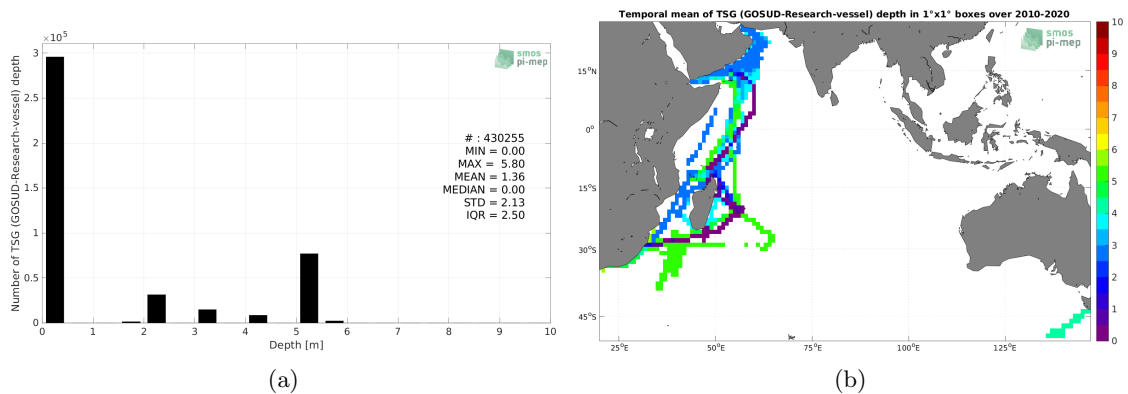 ×10⁵
3
2.5
2
1.5
1
0.5
0
Number of TSG (GOSUD-Research-vessel) depth
smos
pi-mep
# : 430255
MIN = 0.00
MAX = 5.80
MEAN = 1.36
MEDIAN = 0.00
STD = 2.13
IQR = 2.50
0 1 2 3 4 5 6 7 8 9 10
Depth [m]
(a)
Temporal mean of TSG (GOSUD-Research-vessel) depth in 1°x1° boxes over 2010-2020
smos
pi-mep
15°N
0°
15°S
30°S
45°S
25°E 50°E 75°E 100°E 125°E
10
9
8
7
6
5
4
3
2
1
0
(b)